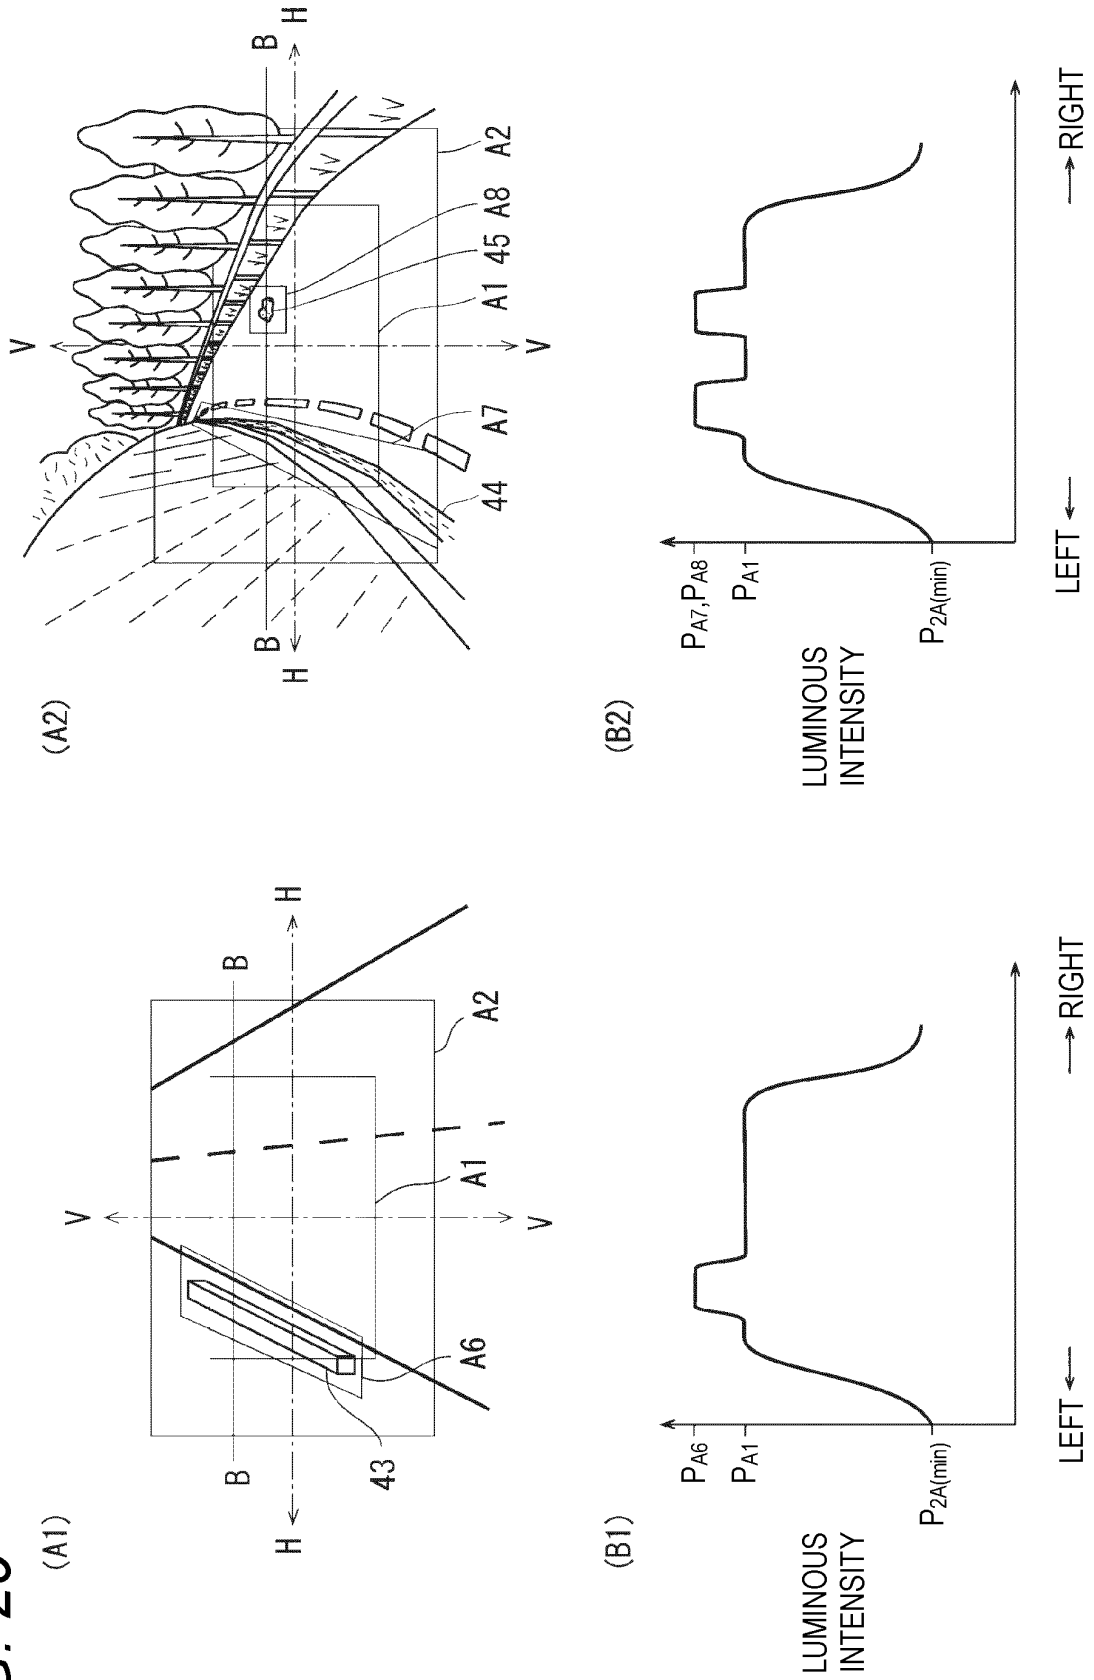 (A1)
V
B
B
H
H
43
A6
A1
A2
V
(B1)
LUMINOUS
INTENSITY
PA6
PA1
P2A(min)
LEFT ← → RIGHT
(A2)
V
B
B
H
H
44
A7
A1
45
A8
A2
V
(B2)
LUMINOUS
INTENSITY
PA7,PA8
PA1
P2A(min)
LEFT ← → RIGHT